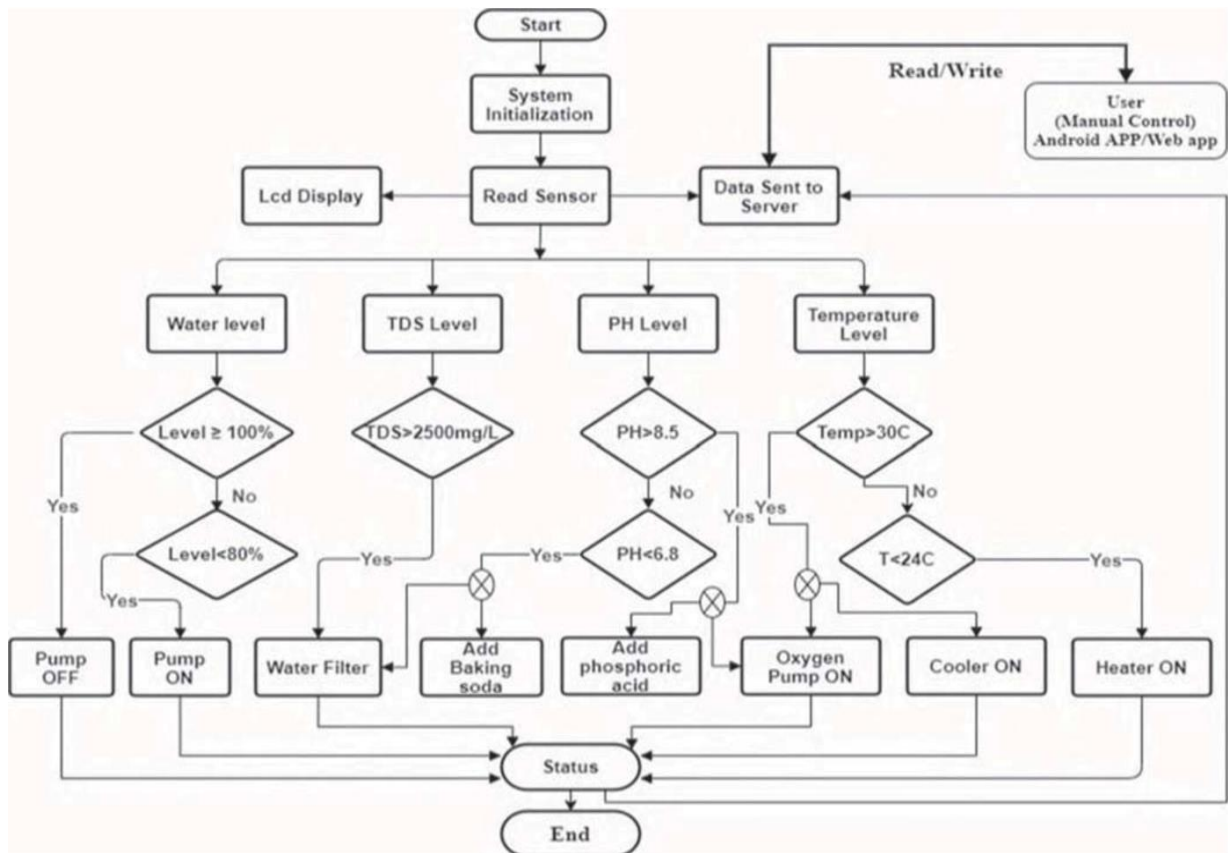 Start
System
Initialization
Read/Write
User
(Manual Control)
Android APP/Web app
Lcd Display
Read Sensor
Data Sent to
Server
Water level
TDS Level
PH Level
Temperature
Level
Level ≥ 100%
TDS>2500mg/L
PH>8.5
Temp>30C
Yes
No
No
Yes
Yes
No
Level<80%
Yes
Yes
PH<6.8
T<24C
Yes
Yes
Pump
OFF
Pump
ON
Water Filter
Add
Baking
soda
Add
phosphoric
acid
Oxygen
Pump ON
Cooler ON
Heater ON
Status
End